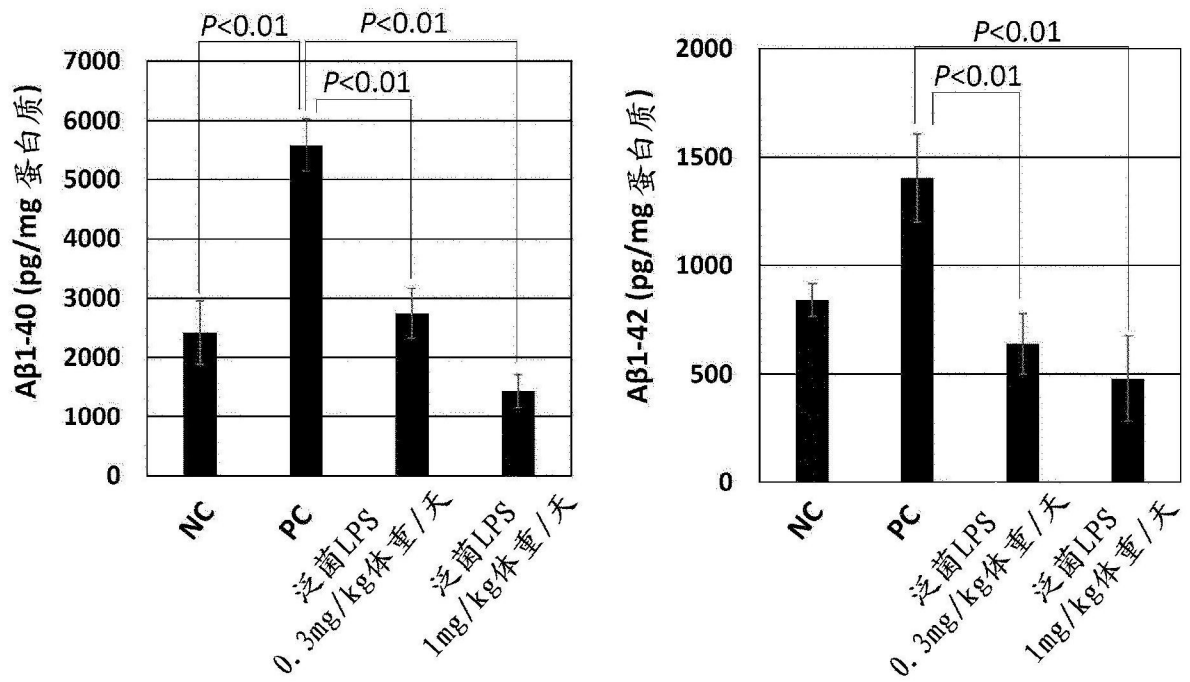 P<0.01
P<0.01
P<0.01
Aβ1-40 (pg/mg 蛋白质)
7000
6000
5000
4000
3000
2000
1000
0
NC
PC
泛菌LPS
0.3mg/kg体重/天
泛菌LPS
1mg/kg体重/天
P<0.01
P<0.01
Aβ1-42 (pg/mg 蛋白质)
2000
1500
1000
500
0
NC
PC
泛菌LPS
0.3mg/kg体重/天
泛菌LPS
1mg/kg体重/天